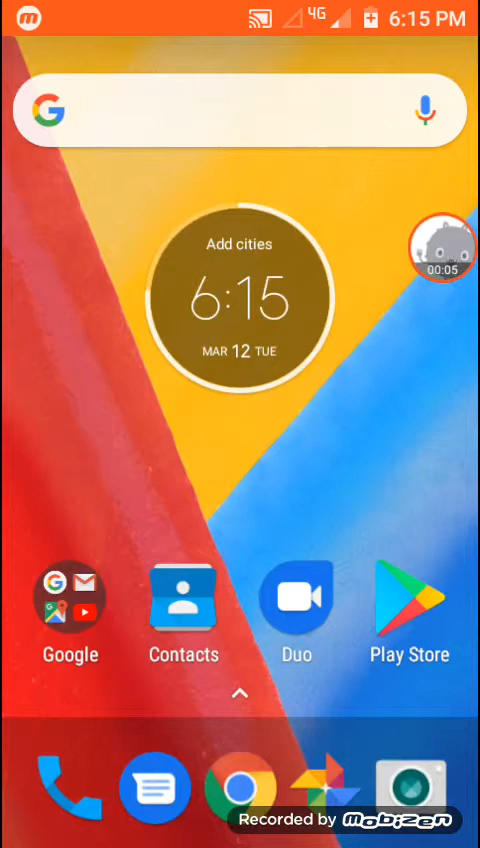 m 4G 6:15 PM
G
Add cities
6:15
MAR 12 TUE
00:05
Google
Contacts
Duo
Play Store
Recorded by Mobizen